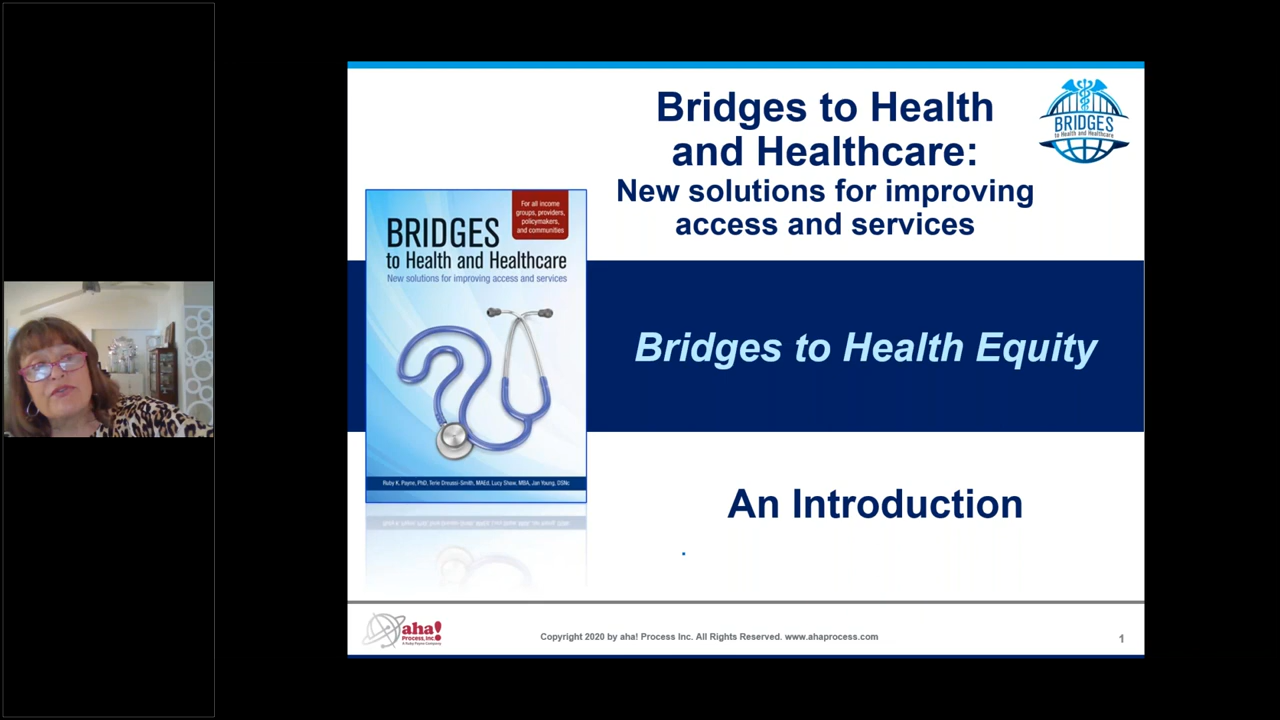 Bridges to Health
and Healthcare:
New solutions for improving
access and services
BRIDGES
to Health and Healthcare
For all income
groups, providers,
policymakers,
and communities
BRIDGES
to Health and Healthcare
New solutions for improving access and services
Ruby K. Payne, PhD, Terie Dreussi-Smith, MAEd, Lucy Shaw, MBA, Jan Young, DSNc
Bridges to Health Equity
An Introduction
aha!
Process, Inc.
A Ruby Payne Company
Copyright 2020 by aha! Process Inc. All Rights Reserved. www.ahaprocess.com
1